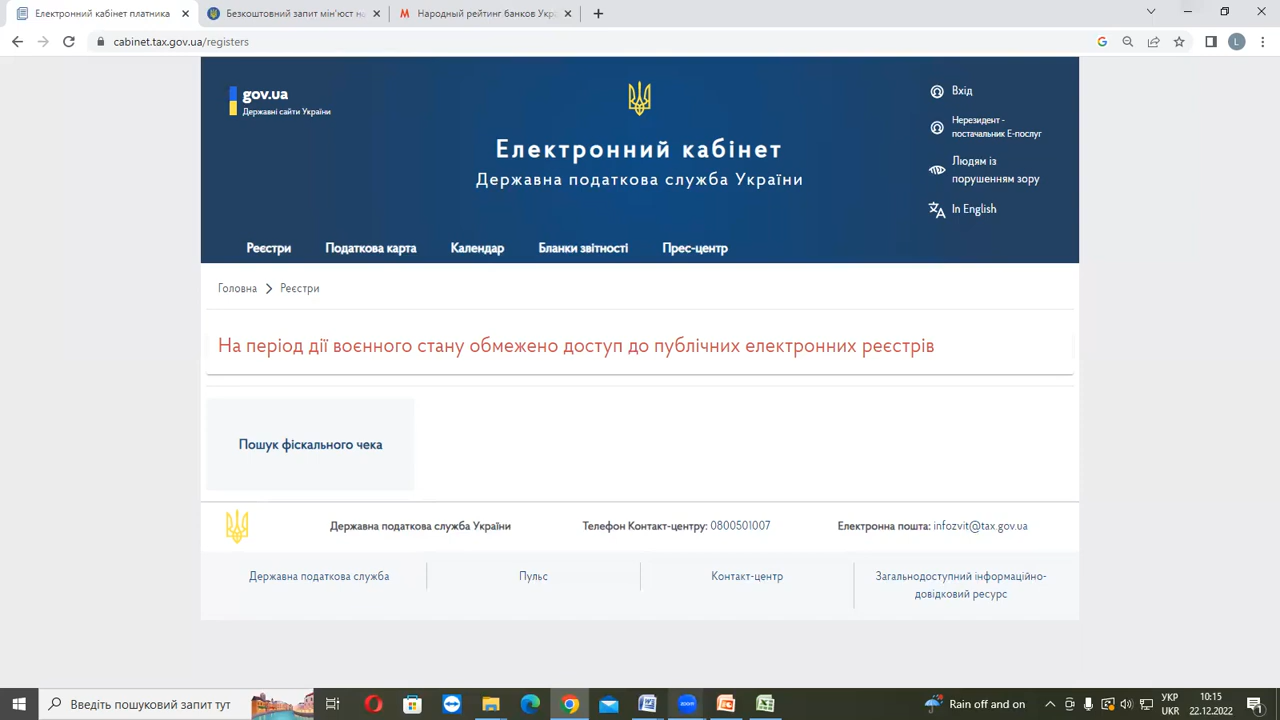 Електронний кабінет платника
Безкоштовний запит мін'юст на
Народный рейтинг банков Укр
cabinet.tax.gov.ua/registers
gov.ua
Державні сайти України
Електронний кабінет
Державна податкова служба України
Вхід
Нерезидент -
постачальник Е-послуг
Людям із
порушенням зору
In English
Реєстри
Податкова карта
Календар
Бланки звітності
Прес-центр
Головна
Реєстри
На період дії воєнного стану обмежено доступ до публічних електронних реєстрів
Пошук фіскального чека
Державна податкова служба України
Телефон Контакт-центру: 0800501007
Електронна пошта: infozvit@tax.gov.ua
Державна податкова служба
Пульс
Контакт-центр
Загальнодоступний інформаційно-
довідковий ресурс
Введіть пошуковий запит тут
zoom
Rain off and on
УКР
UKR
10:15
22.12.2022